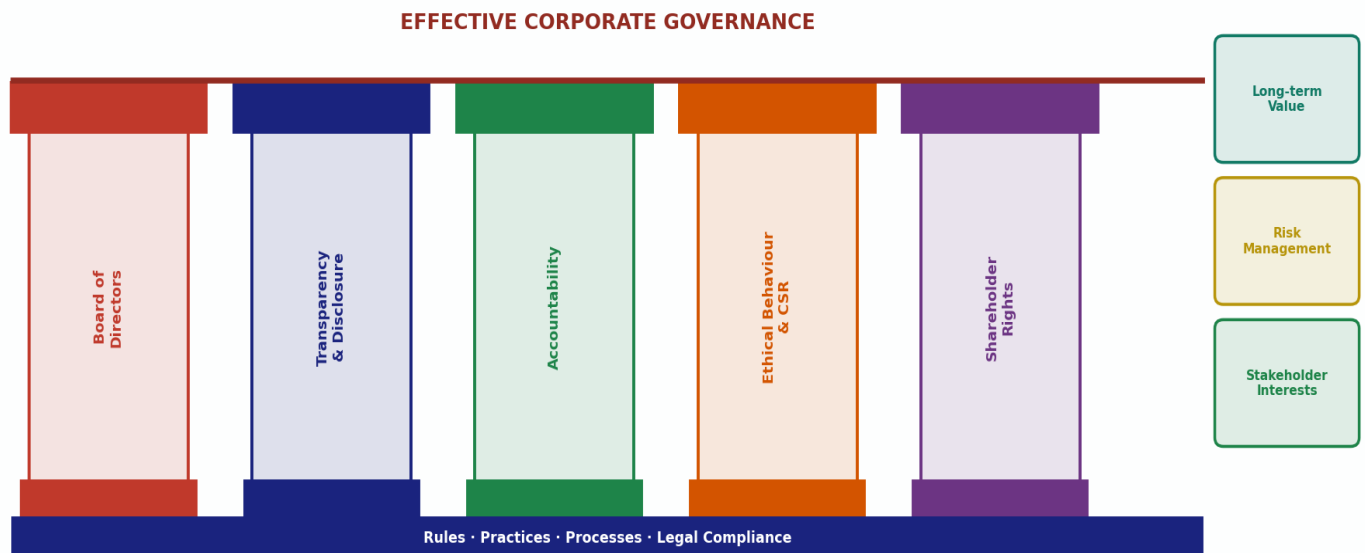 EFFECTIVE CORPORATE GOVERNANCE
Board of
Directors
Transparency
& Disclosure
Accountability
Ethical Behaviour
& CSR
Shareholder
Rights
Long-term
Value
Risk
Management
Stakeholder
Interests
Rules · Practices · Processes · Legal Compliance